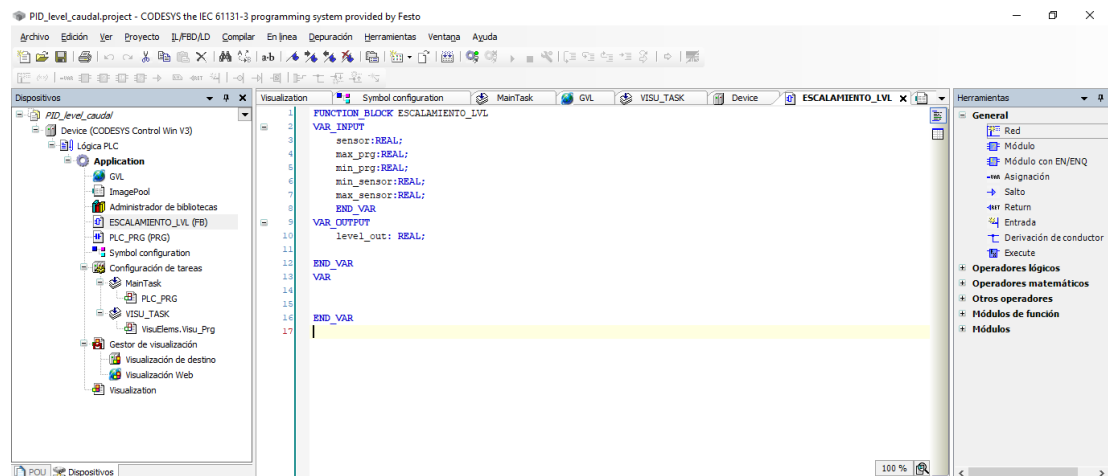 PID_level_caudal.project - CODESYS the IEC 61131-3 programming system provided by Festo
Archivo Edición Ver Proyecto IL/FBD/LD Compilar En línea Depuración Herramientas Ventana Ayuda
Dispositivos
PID_level_caudal
Device (CODESYS Control Win V3)
Lógica PLC
Application
GVL
ImagePool
Administrador de bibliotecas
ESCALAMIENTO_LVL (FB)
PLC_PRG (PRG)
Symbol configuration
Configuración de tareas
MainTask
PLC_PRG
VISU_TASK
VisuElems.Visu_Prg
Gestor de visualización
Visualización de destino
Visualización Web
Visualization
POU Dispositivos
Visualization Symbol configuration MainTask GVL VISU_TASK Device ESCALAMIENTO_LVL
1 FUNCTION_BLOCK ESCALAMIENTO_LVL
2 VAR_INPUT
3 sensor:REAL;
4 max_prg:REAL;
5 min_prg:REAL;
6 min_sensor:REAL;
7 max_sensor:REAL;
8 END_VAR
9 VAR_OUTPUT
10 level_out: REAL;
11
12 END_VAR
13 VAR
14
15
16 END_VAR
17
100 %
Herramientas
General
Red
Módulo
Módulo con EN/ENQ
Asignación
Salto
Return
Entrada
Derivación de conductor
Execute
Operadores lógicos
Operadores matemáticos
Otros operadores
Módulos de función
Módulos